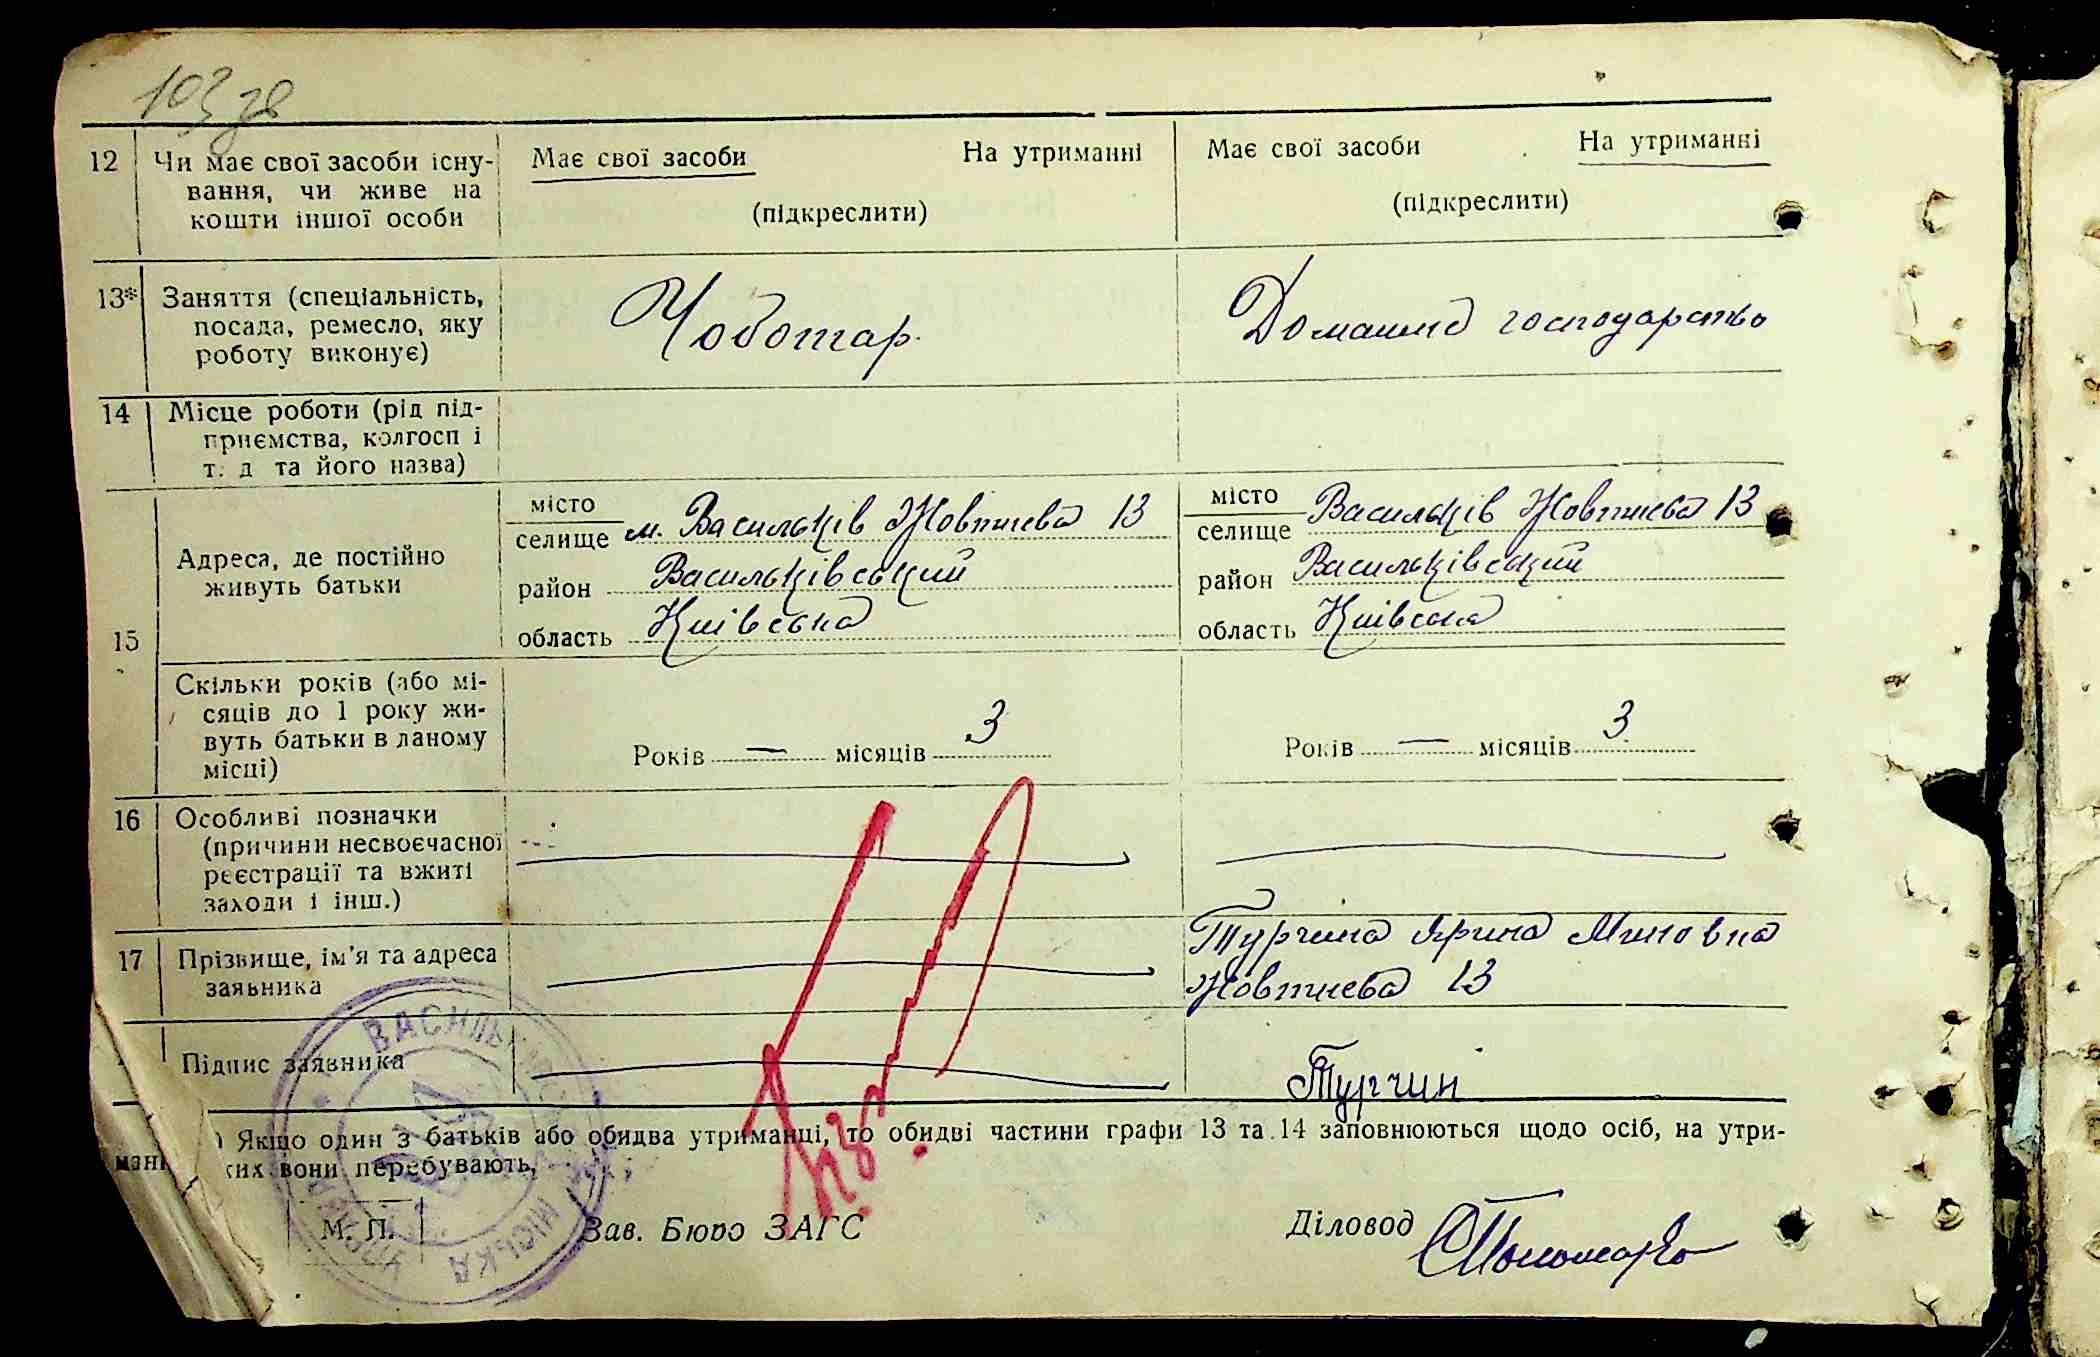 12 Чи має свої засоби існу-
вання, чи живе на
кошти іншої особи
Має свої засоби На утриманні
(підкреслити)
Має свої засоби На утриманні
(підкреслити)
13* Заняття (спеціальність,
посада, ремесло, яку
роботу виконує)
Чоботар.
Домашнє господарство
14 Місце роботи (рід під-
приємства, колгосп і
т. д та його назва)
15
Адреса, де постійно
живуть батьки
місто
селище м. Васильків Жовтнева 13
район Васильківський
область Київська
місто
селище Васильків Жовтнева 13
район Васильківський
область Київська
Скільки років (або мі-
сяців до 1 року жи-
вуть батьки в даному
місці)
Років — місяців 3
Років — місяців 3
16 Особливі позначки
(причини несвоєчасної
реєстрації та вжиті
заходи і інш.)
17 Прізвище, ім'я та адреса
заявника
Турчина Ярина Миновна
Жовтнева 13
Підпис заявника
Турчин
) Якщо один з батьків або обидва утриманці, то обидві частини графи 13 та 14 заповнюються щодо осіб, на утри-
ких вони перебувають.
М. П.
Зав. Бюро ЗАГС
Діловод
МІСЬКА